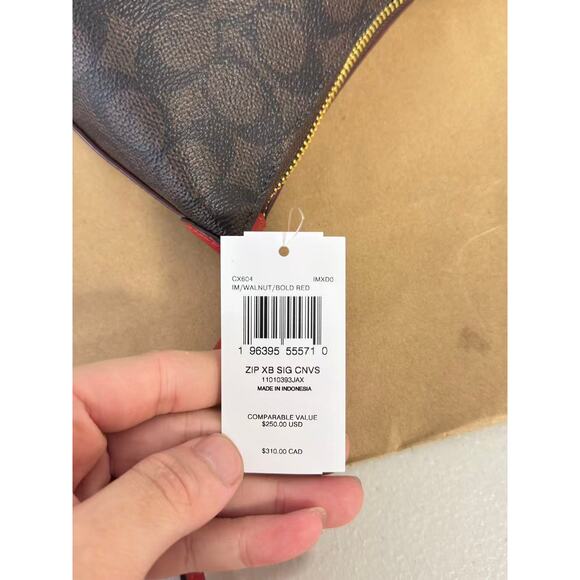 CX604 IMXD0
IM/WALNUT/BOLD RED
1 96395 55571 0
ZIP XB SIG CNVS
11010393JAX
MADE IN INDONESIA
COMPARABLE VALUE
$250.00 USD
$310.00 CAD